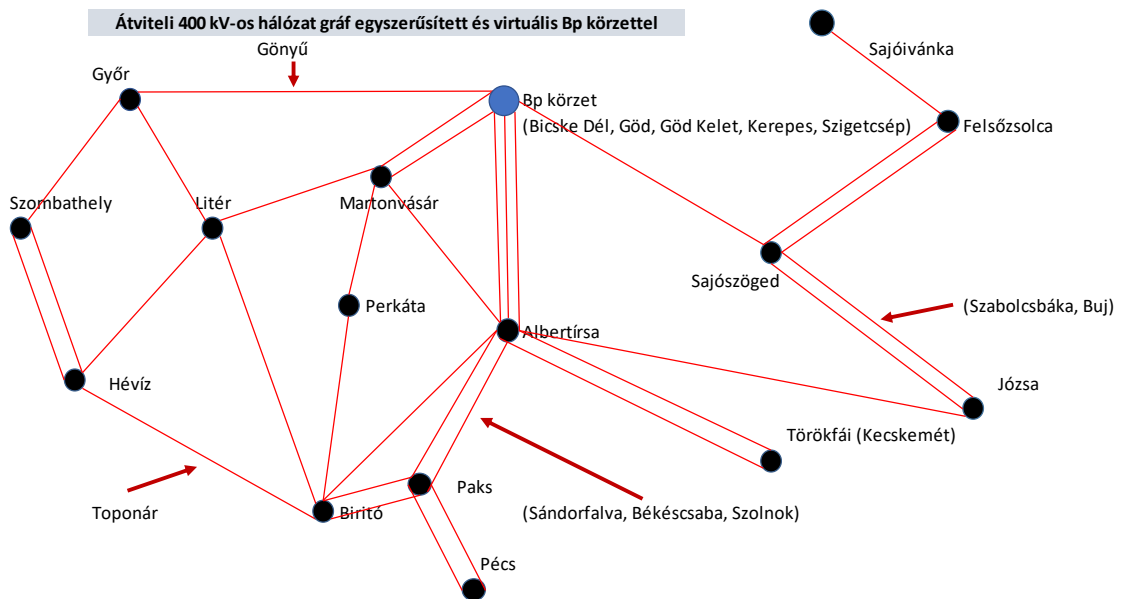 Átviteli 400 kV-os hálózat gráf egyszerűsített és virtuális Bp körzettel
Gönyű
Sajóivánka
Győr
Bp körzet
(Bicske Dél, Göd, Göd Kelet, Kerepes, Szigetcsép)
Felsőzsolca
Szombathely
Litér
Martonvásár
Sajószöged
Perkáta
(Szabolcsbáka, Buj)
Albertírsa
Hévíz
Józsa
Törökfái (Kecskemét)
Paks
Toponár
Biritó
(Sándorfalva, Békéscsaba, Szolnok)
Pécs